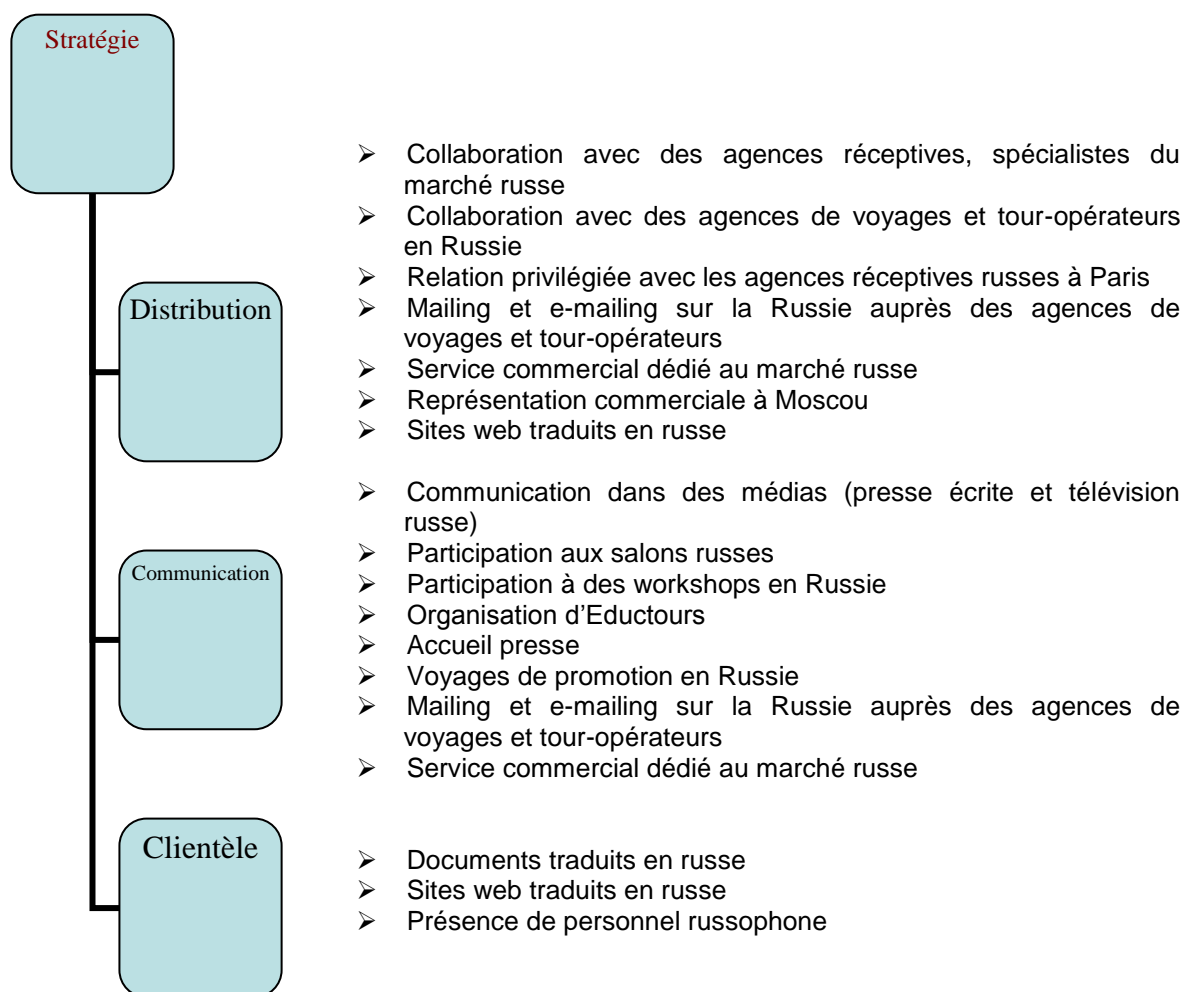 Stratégie
➢ Collaboration avec des agences réceptives, spécialistes du
marché russe
➢ Collaboration avec des agences de voyages et tour-opérateurs
en Russie
➢ Relation privilégiée avec les agences réceptives russes à Paris
Distribution
➢ Mailing et e-mailing sur la Russie auprès des agences de
voyages et tour-opérateurs
➢ Service commercial dédié au marché russe
➢ Représentation commerciale à Moscou
➢ Sites web traduits en russe
➢ Communication dans des médias (presse écrite et télévision
russe)
Communication
➢ Participation aux salons russes
➢ Participation à des workshops en Russie
➢ Organisation d'Eductours
➢ Accueil presse
➢ Voyages de promotion en Russie
➢ Mailing et e-mailing sur la Russie auprès des agences de
voyages et tour-opérateurs
➢ Service commercial dédié au marché russe
Clientèle
➢ Documents traduits en russe
➢ Sites web traduits en russe
➢ Présence de personnel russophone